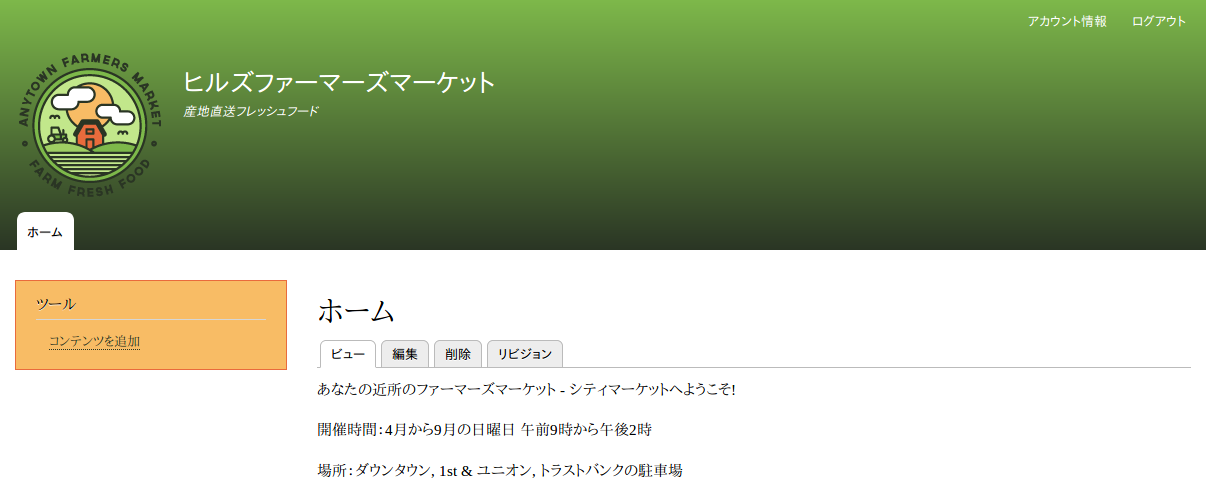 アカウント情報 ログアウト
ANYTOWN FARMERS MARKET
FARM FRESH FOOD
ヒルズファーマーズマーケット
産地直送フレッシュフード
ホーム
ツール
コンテンツを追加
ホーム
ビュー 編集 削除 リビジョン
あなたの近所のファーマーズマーケット - シティマーケットへようこそ!
開催時間：4月から9月の日曜日 午前9時から午後2時
場所：ダウンタウン, 1st & ユニオン, トラストバンクの駐車場